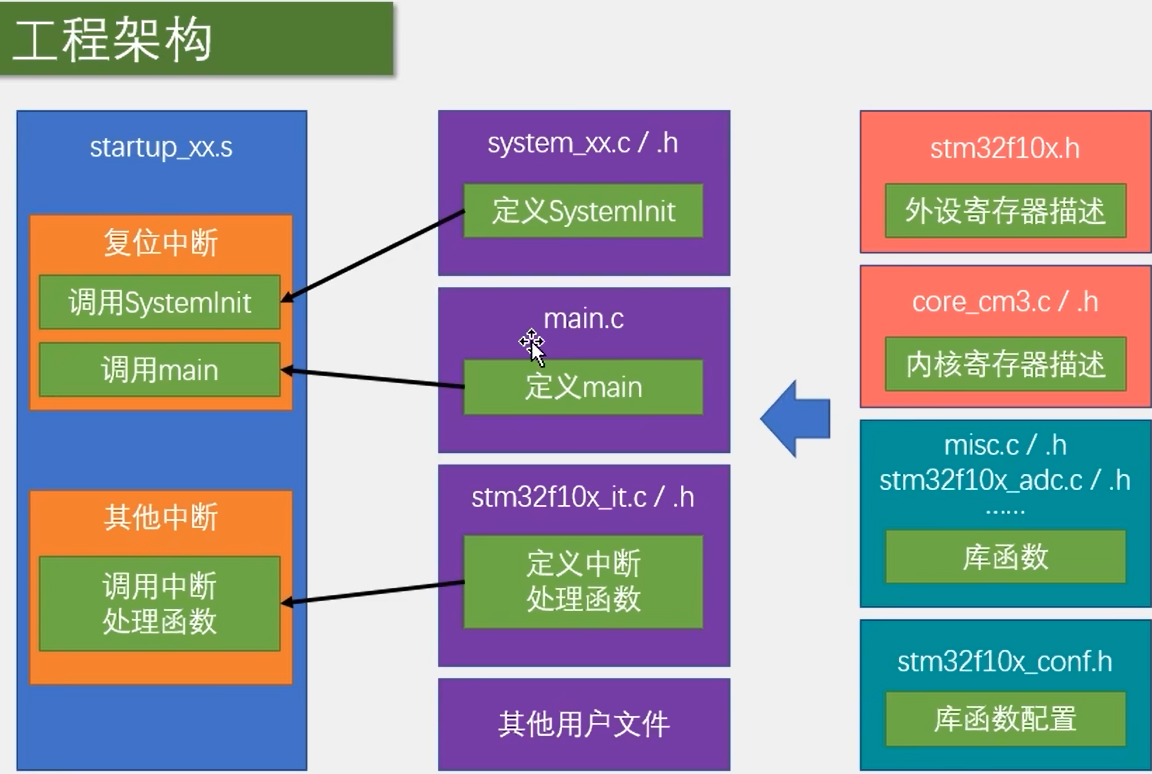 工程架构
startup_xx.s
复位中断
调用SystemInit
调用main
其他中断
调用中断
处理函数
system_xx.c / .h
定义SystemInit
main.c
定义main
stm32f10x_it.c / .h
定义中断
处理函数
其他用户文件
stm32f10x.h
外设寄存器描述
core_cm3.c / .h
内核寄存器描述
misc.c / .h
stm32f10x_adc.c / .h
……
库函数
stm32f10x_conf.h
库函数配置